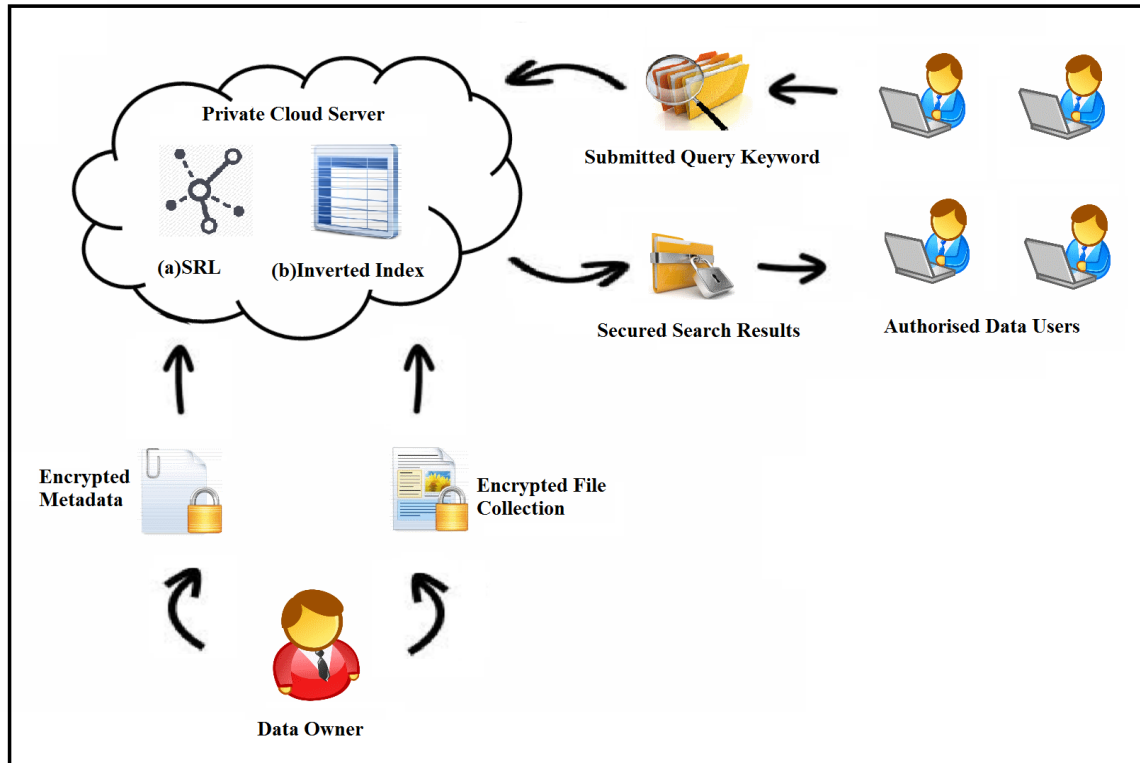 Private Cloud Server
(a)SRL
(b)Inverted Index
Submitted Query Keyword
Secured Search Results
Authorised Data Users
Encrypted
Metadata
Encrypted File
Collection
Data Owner